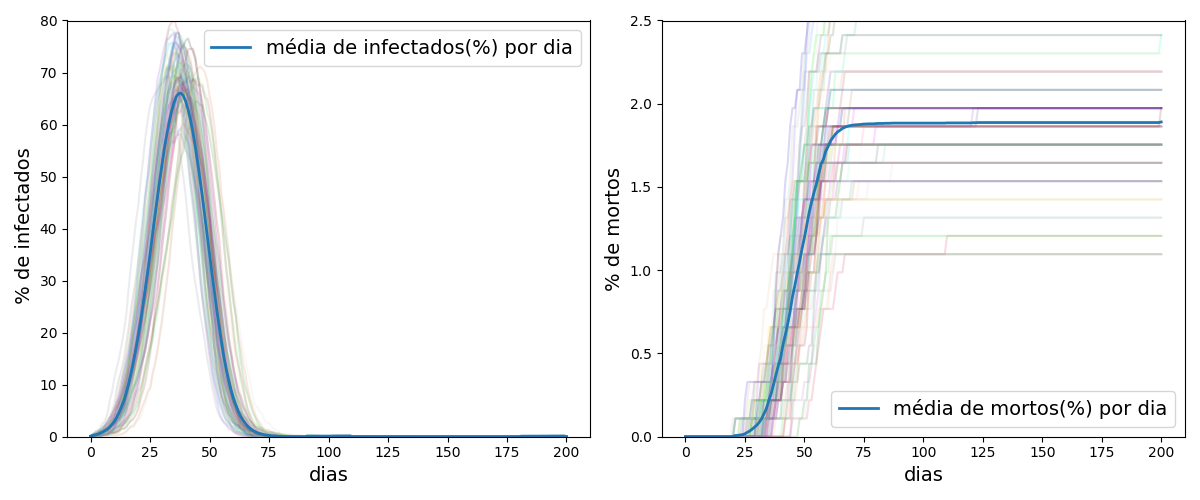 80
70
60
50
40
30
20
10
0
% de infectados
média de infectados(%) por dia
0 25 50 75 100 125 150 175 200
dias
2.5
2.0
1.5
1.0
0.5
0.0
% de mortos
média de mortos(%) por dia
0 25 50 75 100 125 150 175 200
dias